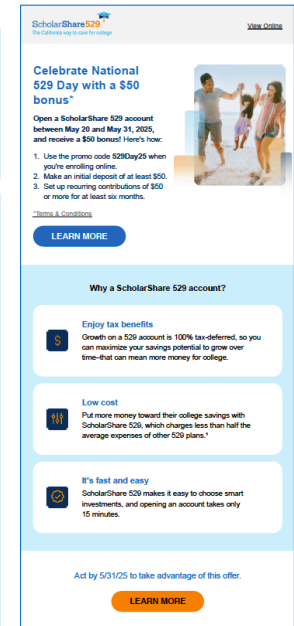 ScholarShare529
The California way to save for college
View Online
Celebrate National
529 Day with a $50
bonus*
Open a ScholarShare 529 account
between May 20 and May 31, 2025,
and receive a $50 bonus! Here's how:
1. Use the promo code 529Day25 when
you're enrolling online.
2. Make an initial deposit of at least $50.
3. Set up recurring contributions of $50
or more for at least six months.
*Terms & Conditions
LEARN MORE
Why a ScholarShare 529 account?
Enjoy tax benefits
Growth on a 529 account is 100% tax-deferred, so you
can maximize your savings potential to grow over
time–that can mean more money for college.
Low cost
Put more money toward their college savings with
ScholarShare 529, which charges less than half the
average expenses of other 529 plans.¹
It's fast and easy
ScholarShare 529 makes it easy to choose smart
investments, and opening an account takes only
15 minutes.
Act by 5/31/25 to take advantage of this offer.
LEARN MORE